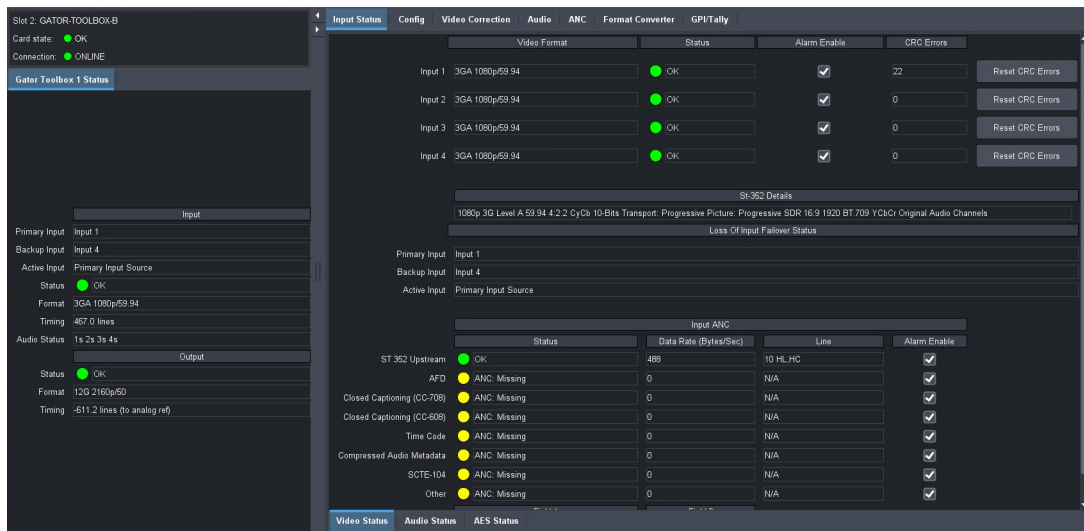 Slot 2: GATOR-TOOLBOX-B
Card state: OK
Connection: ONLINE
Gator Toolbox 1 Status
Input
Primary Input Input 1
Backup Input Input 4
Active Input Primary Input Source
Status OK
Format 3GA 1080p/59.94
Timing 467.0 lines
Audio Status 1s 2s 3s 4s
Output
Status OK
Format 12G 2160p/50
Timing -611.2 lines (to analog ref)
Input Status Config Video Correction Audio ANC Format Converter GPI/Tally
Video Format Status Alarm Enable CRC Errors
Input 1 3GA 1080p/59.94 OK 22 Reset CRC Errors
Input 2 3GA 1080p/59.94 OK 0 Reset CRC Errors
Input 3 3GA 1080p/59.94 OK 0 Reset CRC Errors
Input 4 3GA 1080p/59.94 OK 0 Reset CRC Errors
St-352 Details
1080p 3G Level A 59.94 4:2:2 CyCb 10-Bits Transport: Progressive Picture: Progressive SDR 16:9 1920 BT.709 YCbCr Original Audio Channels
Loss Of Input Failover Status
Primary Input Input 1
Backup Input Input 4
Active Input Primary Input Source
Input ANC
Status Data Rate (Bytes/Sec) Line Alarm Enable
ST 352 Upstream OK 488 10 HL,HC
AFD ANC: Missing 0 N/A
Closed Captioning (CC-708) ANC: Missing 0 N/A
Closed Captioning (CC-608) ANC: Missing 0 N/A
Time Code ANC: Missing 0 N/A
Compressed Audio Metadata ANC: Missing 0 N/A
SCTE-104 ANC: Missing 0 N/A
Other ANC: Missing 0 N/A
Video Status Audio Status AES Status